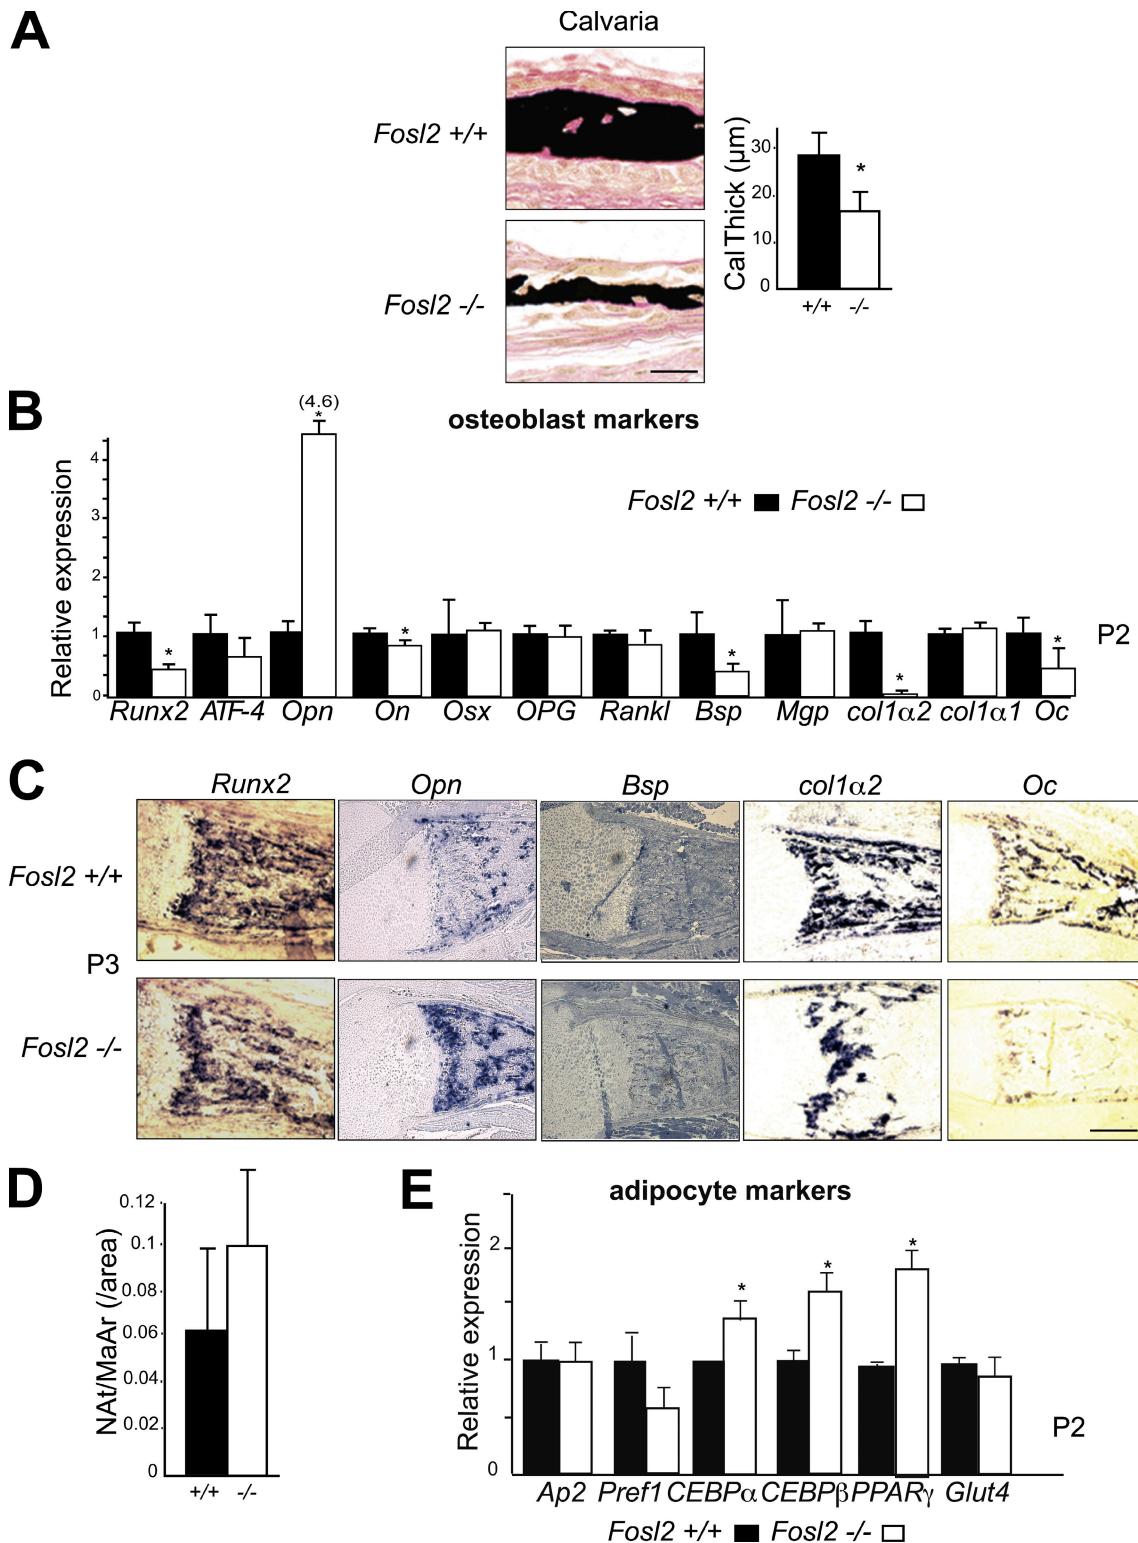 A
Calvaria
Fosl2 +/+
Fosl2 -/-
Cal Thick (µm)
30
20
10
0
*
+/+ -/-
B
osteoblast markers
(4.6)
*
Fosl2 +/+ Fosl2 -/-
Relative expression
4
3
2
1
0
* * * * *
P2
Runx2 ATF-4 Opn On Osx OPG Rankl Bsp Mgp col1α2 col1α1 Oc
C
Runx2 Opn Bsp col1α2 Oc
Fosl2 +/+
P3
Fosl2 -/-
D
NAt/MaAr (/area)
0.12
0.1
0.08
0.06
0.04
0.02
0
+/+ -/-
E
adipocyte markers
Relative expression
2
1
0
* * *
P2
Ap2 Pref1 CEBPα CEBPβ PPARγ Glut4
Fosl2 +/+ Fosl2 -/-